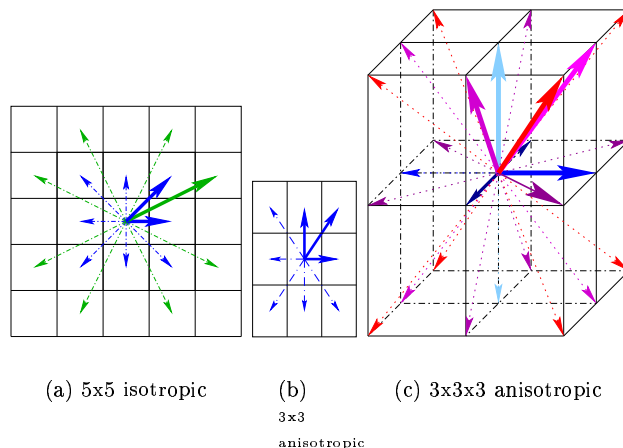 (a) 5x5 isotropic
(b)
3x3
anisotropic
(c) 3x3x3 anisotropic